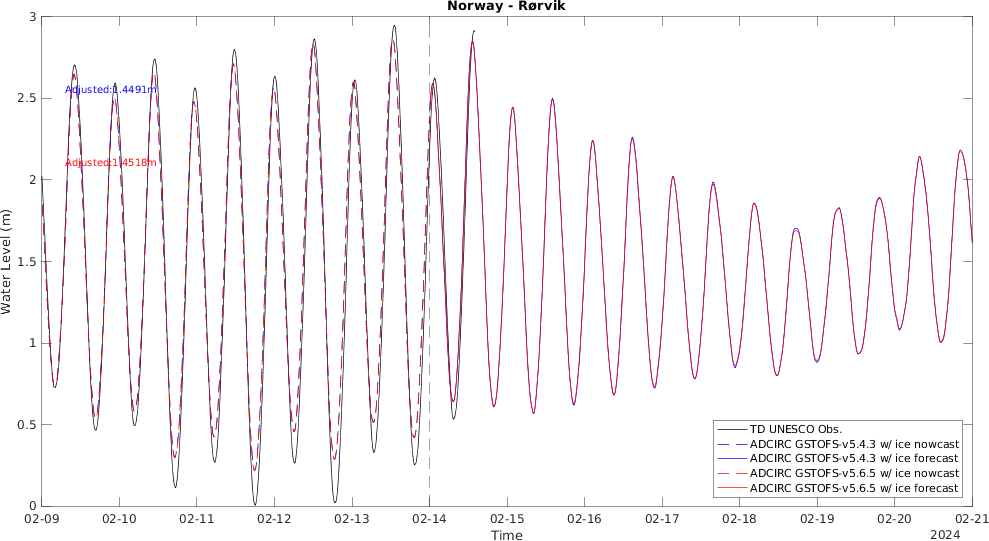 Norway - Rørvik
3
2.5
2
1.5
1
0.5
0
Water Level (m)
Adjusted:1.4491m
Adjusted:1.4518m
TD UNESCO Obs.
ADCIRC GSTOFS-v5.4.3 w/ ice nowcast
ADCIRC GSTOFS-v5.4.3 w/ ice forecast
ADCIRC GSTOFS-v5.6.5 w/ ice nowcast
ADCIRC GSTOFS-v5.6.5 w/ ice forecast
02-09 02-10 02-11 02-12 02-13 02-14 02-15 02-16 02-17 02-18 02-19 02-20 02-21
Time
2024